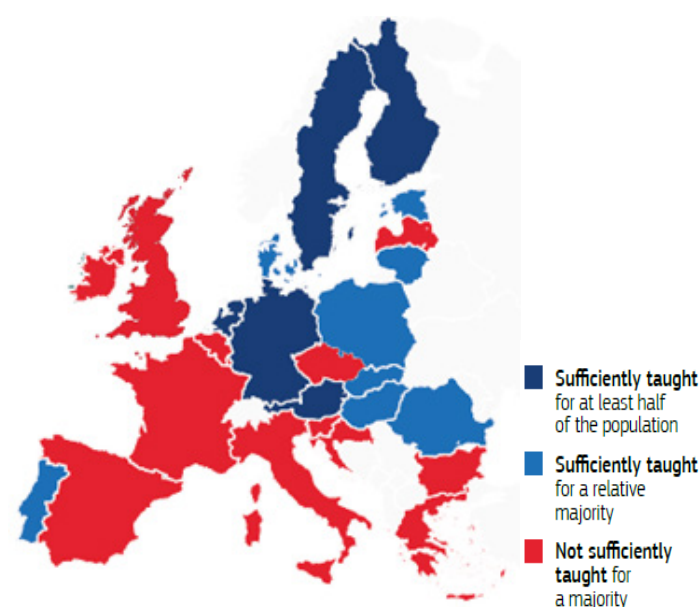 Sufficiently taught
for at least half
of the population
Sufficiently taught
for a relative
majority
Not sufficiently
taught for
a majority